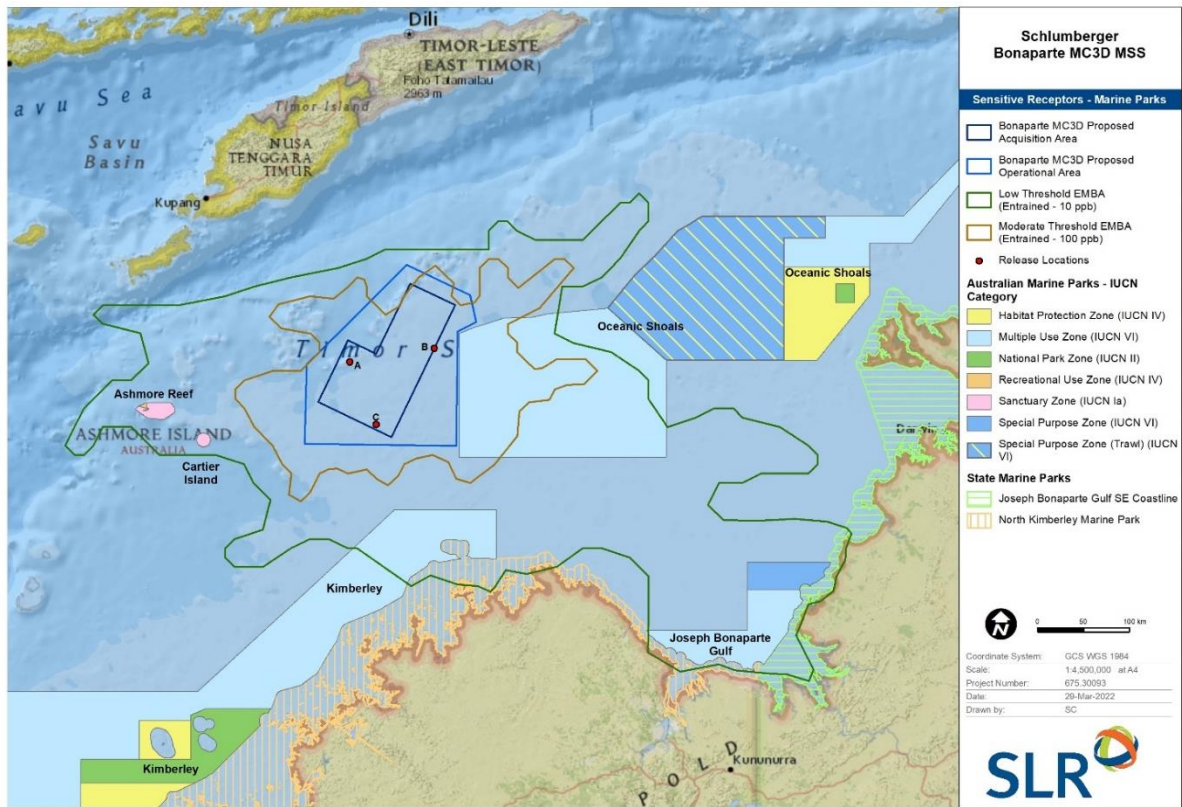 Dili
TIMOR-LESTE
(EAST TIMOR)
Foho Tatamailau
2963 m
Savu Sea
Savu
Basin
Timor Island
NUSA
TENGGARA
TIMUR
Kupang
Oceanic Shoals
Oceanic Shoals
Timor S
A
B
C
Ashmore Reef
ASHMORE ISLAND
AUSTRALIA
Cartier
Island
Kimberley
Joseph Bonaparte
Gulf
Kimberley
POLD
Kununurra
Schlumberger
Bonaparte MC3D MSS
Sensitive Receptors - Marine Parks
Bonaparte MC3D Proposed
Acquisition Area
Bonaparte MC3D Proposed
Operational Area
Low Threshold EMBA
(Entrained - 10 ppb)
Moderate Threshold EMBA
(Entrained - 100 ppb)
Release Locations
Australian Marine Parks - IUCN
Category
Habitat Protection Zone (IUCN IV)
Multiple Use Zone (IUCN VI)
National Park Zone (IUCN II)
Recreational Use Zone (IUCN IV)
Sanctuary Zone (IUCN Ia)
Special Purpose Zone (IUCN VI)
Special Purpose Zone (Trawl) (IUCN
VI)
State Marine Parks
Joseph Bonaparte Gulf SE Coastline
North Kimberley Marine Park
N
0 50 100 km
Coordinate System: GCS WGS 1984
Scale: 1:4,500,000 at A4
Project Number: 675.30093
Date: 29-Mar-2022
Drawn by: SC
SLR